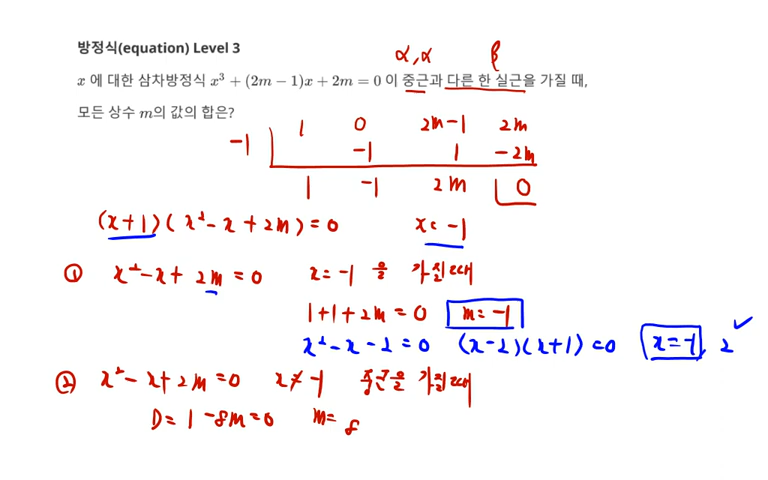 방정식(equation) Level 3
α, α β
x 에 대한 삼차방정식 x³ + (2m − 1)x + 2m = 0 이 중근과 다른 한 실근을 가질 때,
모든 상수 m의 값의 합은?
1 0 2m-1 2m
-1 -1 1 -2m
1 -1 2m 0
(x+1)(x²-x+2m)=0 x=-1
① x²-x+2m=0 x=-1 을 가질때
1+1+2m=0 m=-1
x²-x-2=0 (x-2)(x+1)=0 x=-1, 2
② x²-x+2m=0 x≠-1 중근을 가질때
D= 1-8m=0 m= 8